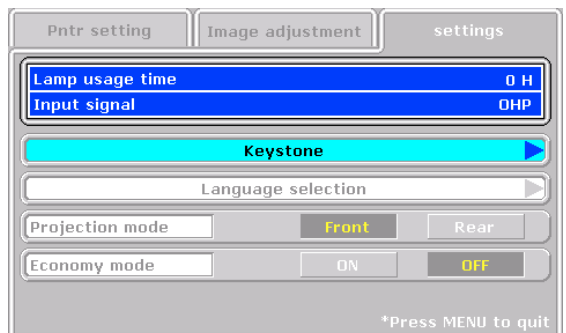 Pntr setting Image adjustment settings
Lamp usage time 0 H
Input signal OHP
Keystone
Language selection
Projection mode Front Rear
Economy mode ON OFF
*Press MENU to quit